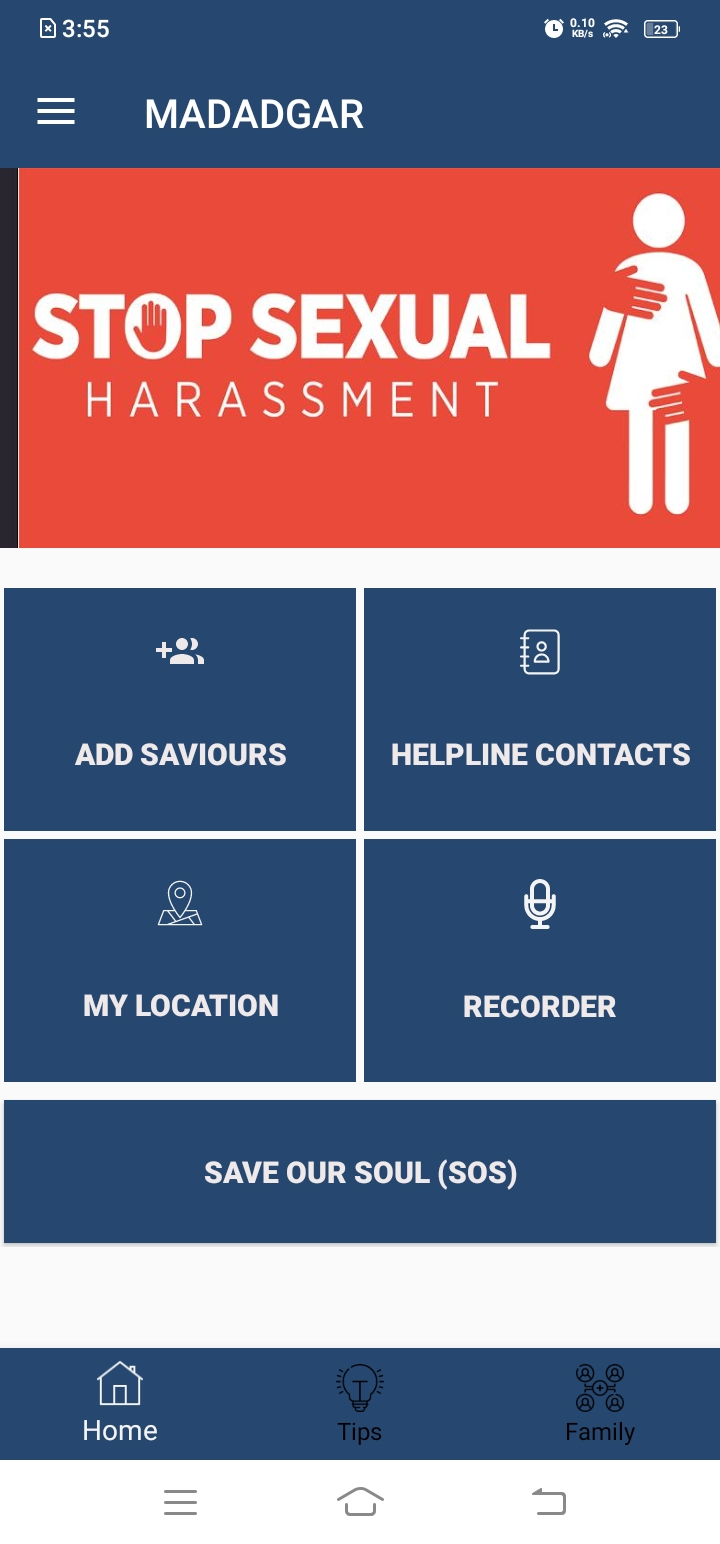 3:55
0.10
KB/s
23
MADADGAR
STOP SEXUAL
HARASSMENT
ADD SAVIOURS
HELPLINE CONTACTS
MY LOCATION
RECORDER
SAVE OUR SOUL (SOS)
Home
Tips
Family